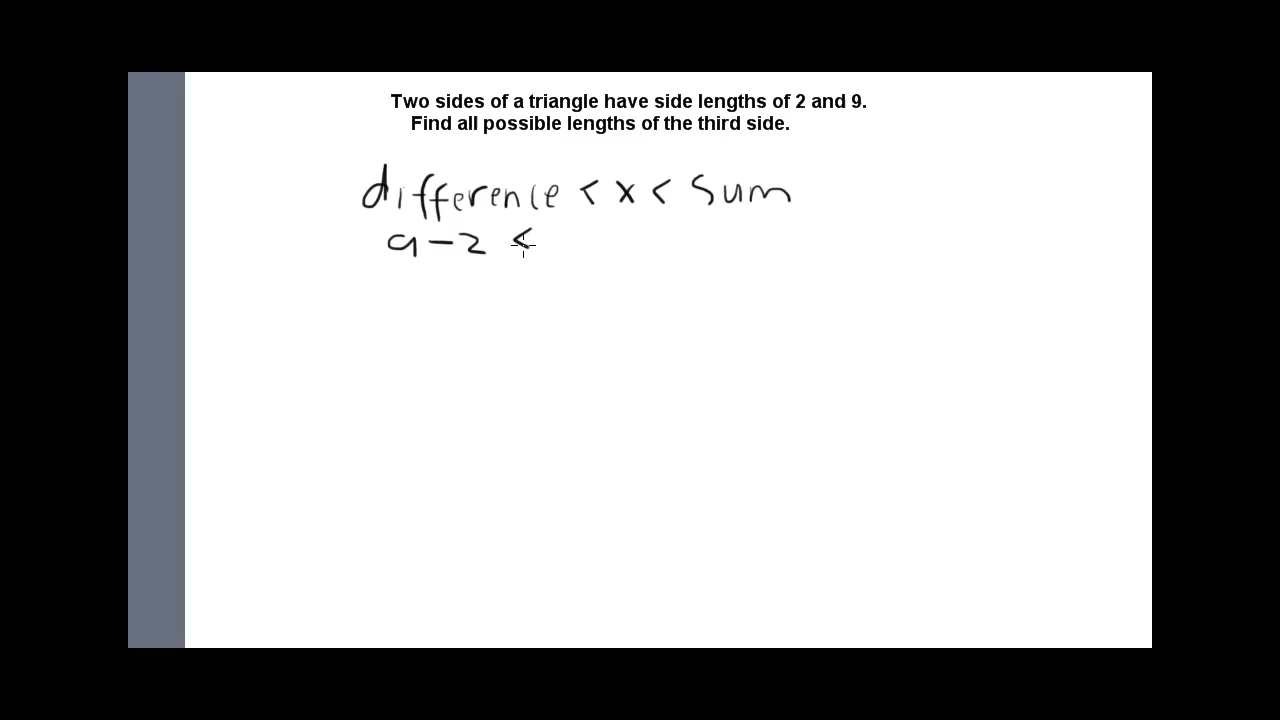 Two sides of a triangle have side lengths of 2 and 9.
Find all possible lengths of the third side.
difference < x < sum
9 - 2 <